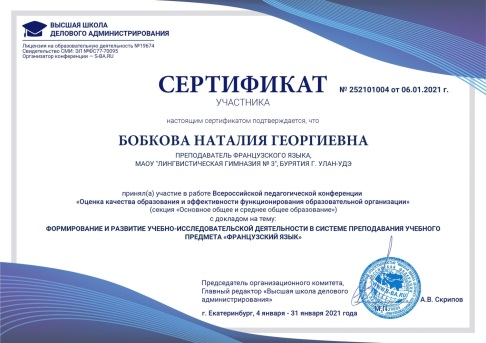 ВЫСШАЯ ШКОЛА
ДЕЛОВОГО АДМИНИСТРИРОВАНИЯ
Лицензия на образовательную деятельность №19674
Свидетельство СМИ: ЭЛ №ФС77-70095
Организатор конференции — S-BA.RU
СЕРТИФИКАТ
№ 252101004 от 06.01.2021 г.
УЧАСТНИКА
настоящим сертификатом подтверждается, что
БОБКОВА НАТАЛИЯ ГЕОРГИЕВНА
ПРЕПОДАВАТЕЛЬ ФРАНЦУЗСКОГО ЯЗЫКА,
МАОУ "ЛИНГВИСТИЧЕСКАЯ ГИМНАЗИЯ № 3", БУРЯТИЯ Г. УЛАН-УДЭ
принял(а) участие в работе Всероссийской педагогической конференции
«Оценка качества образования и эффективности функционирования образовательной организации»
(секция «Основное общее и среднее общее образование»)
с докладом на тему:
ФОРМИРОВАНИЕ И РАЗВИТИЕ УЧЕБНО-ИССЛЕДОВАТЕЛЬСКОЙ ДЕЯТЕЛЬНОСТИ В СИСТЕМЕ ПРЕПОДАВАНИЯ УЧЕБНОГО
ПРЕДМЕТА «ФРАНЦУЗСКИЙ ЯЗЫК»
Председатель организационного комитета,
Главный редактор «Высшая школа делового
администрирования»
А.В. Скрипов
М.П.
г. Екатеринбург, 4 января - 31 января 2021 года